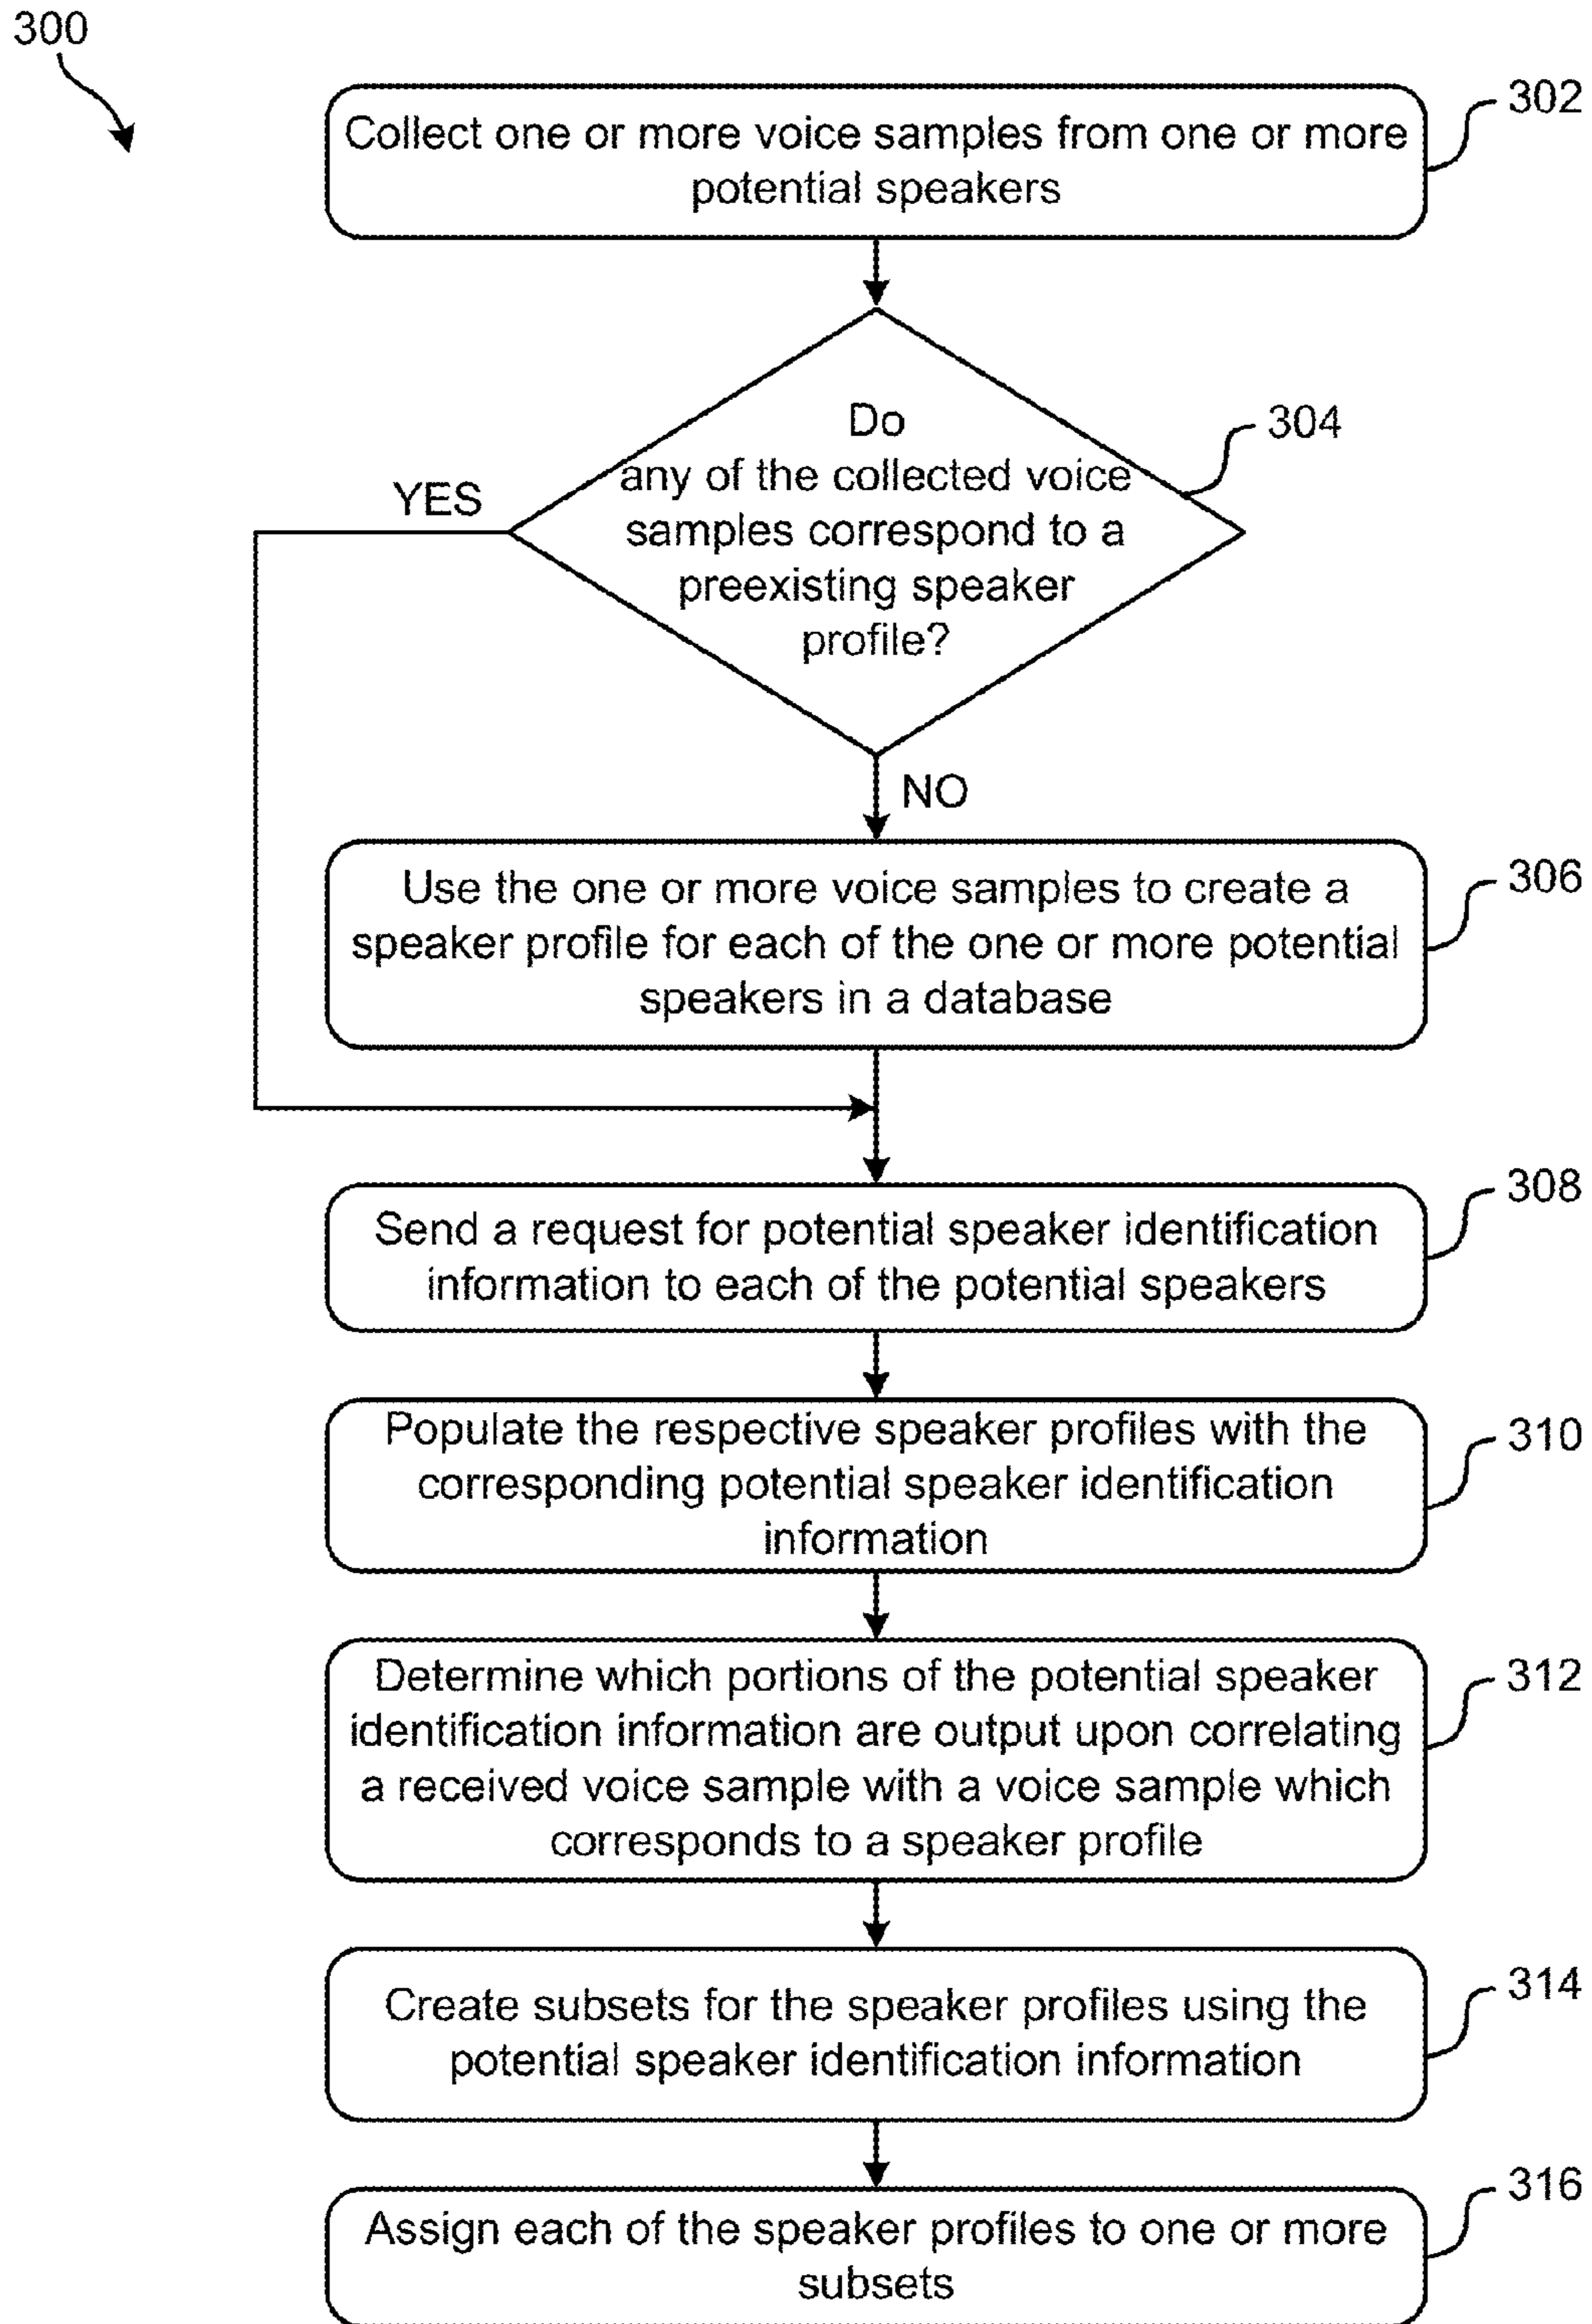 300
302
Collect one or more voice samples from one or more
potential speakers
304
Do
any of the collected voice
samples correspond to a
preexisting speaker
profile?
YES
NO
306
Use the one or more voice samples to create a
speaker profile for each of the one or more potential
speakers in a database
308
Send a request for potential speaker identification
information to each of the potential speakers
310
Populate the respective speaker profiles with the
corresponding potential speaker identification
information
312
Determine which portions of the potential speaker
identification information are output upon correlating
a received voice sample with a voice sample which
corresponds to a speaker profile
314
Create subsets for the speaker profiles using the
potential speaker identification information
316
Assign each of the speaker profiles to one or more
subsets